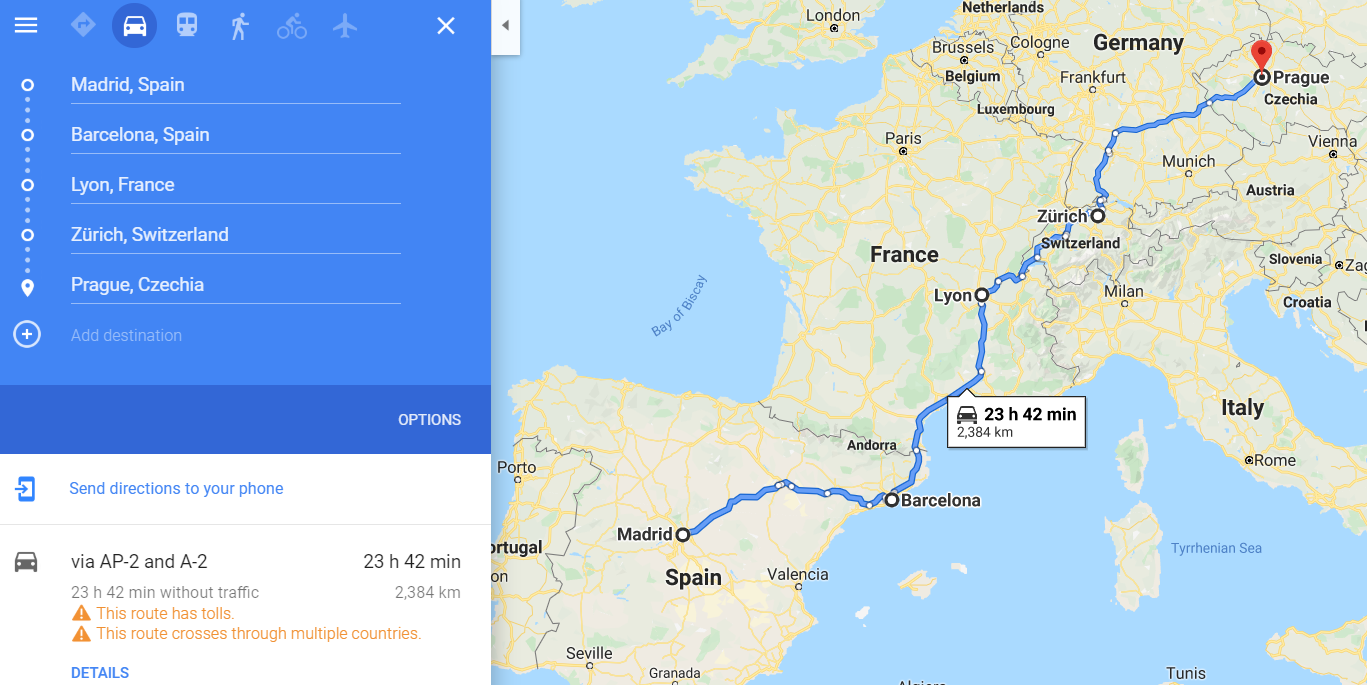 Madrid, Spain
Barcelona, Spain
Lyon, France
Zürich, Switzerland
Prague, Czechia
Add destination
OPTIONS
Send directions to your phone
via AP-2 and A-2
23 h 42 min
23 h 42 min without traffic
2,384 km
This route has tolls.
This route crosses through multiple countries.
DETAILS
London
Netherlands
Brussels
Cologne
Germany
Belgium
Frankfurt
Prague
Czechia
Luxembourg
Paris
Vienna
Munich
Austria
Zürich
Switzerland
France
Slovenia
Zag
Lyon
Milan
Croatia
Bay of Biscay
23 h 42 min
2,384 km
Italy
Andorra
Porto
Rome
Barcelona
Madrid
ortugal
Tyrrhenian Sea
on
Spain
Valencia
Seville
Granada
Tunis